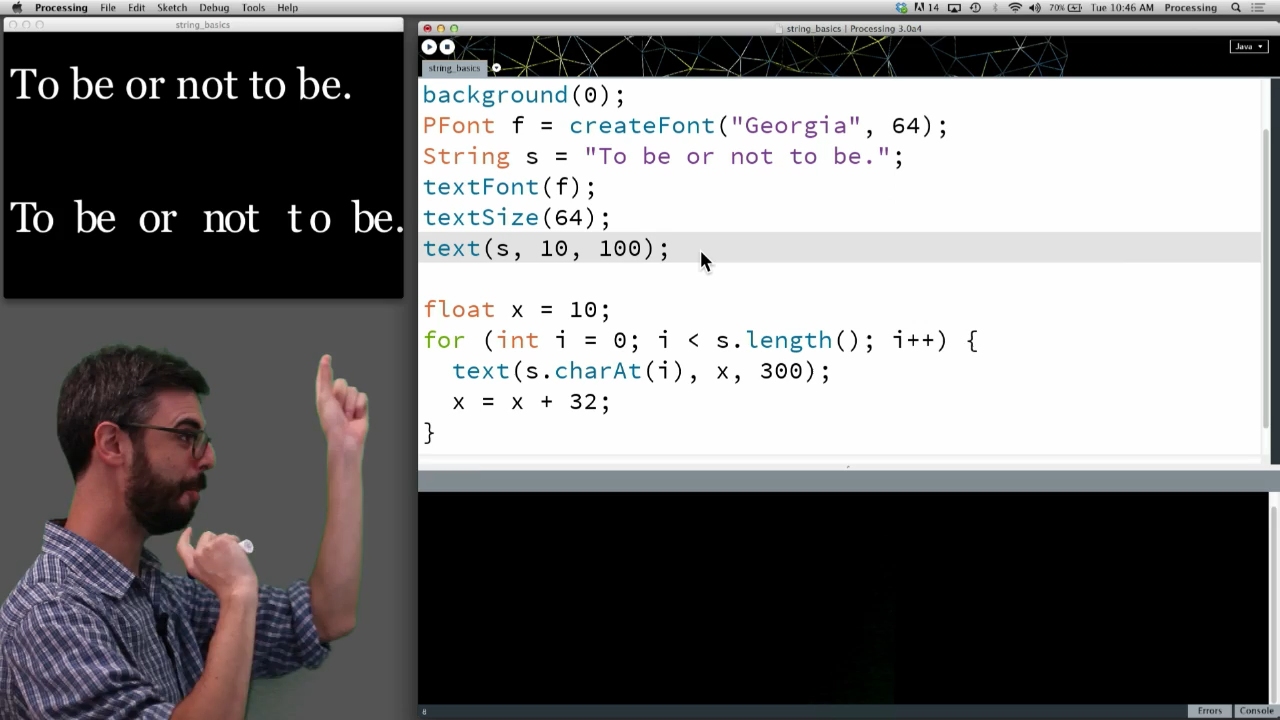 Processing File Edit Sketch Debug Tools Help
14 70% Tue 10:46 AM Processing
string_basics
string_basics | Processing 3.0a4
Java
string_basics
To be or not to be.
To be or not to be.
background(0);
PFont f = createFont("Georgia", 64);
String s = "To be or not to be.";
textFont(f);
textSize(64);
text(s, 10, 100);
float x = 10;
for (int i = 0; i < s.length(); i++) {
  text(s.charAt(i), x, 300);
  x = x + 32;
}
8
Errors Console